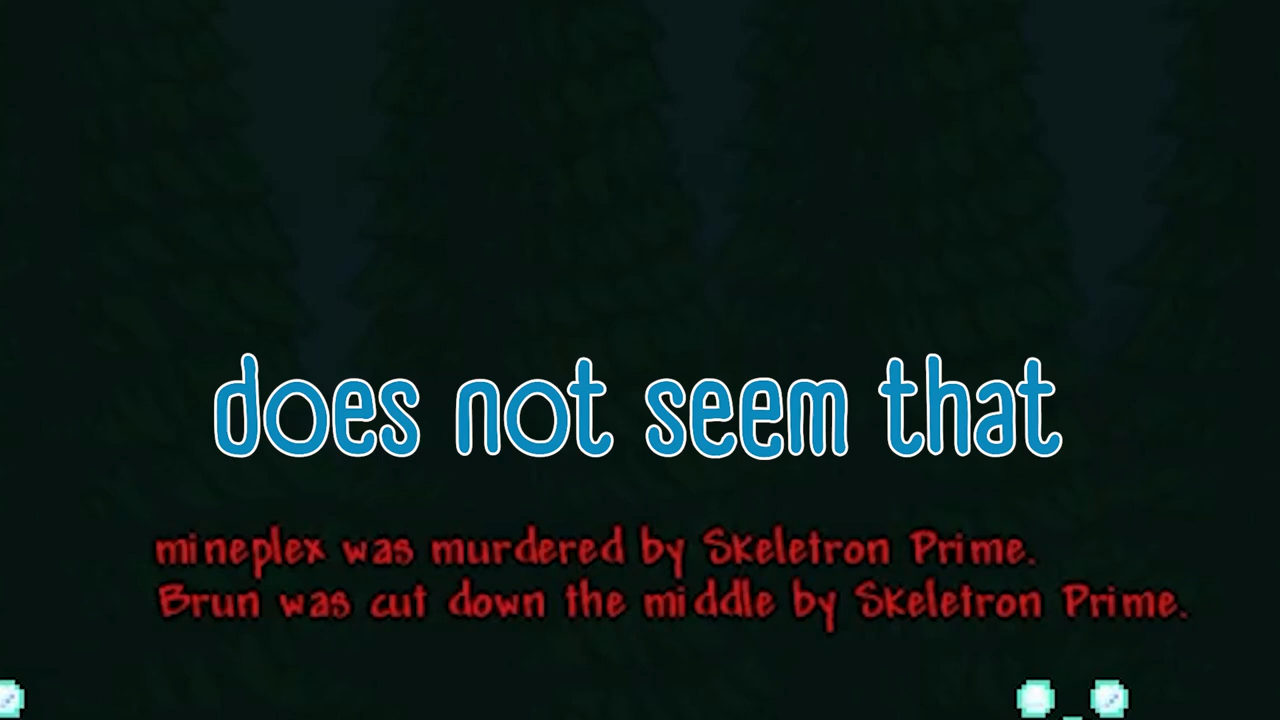 does not seem that
mineplex was murdered by Skeletron Prime.
Brun was cut down the middle by Skeletron Prime.